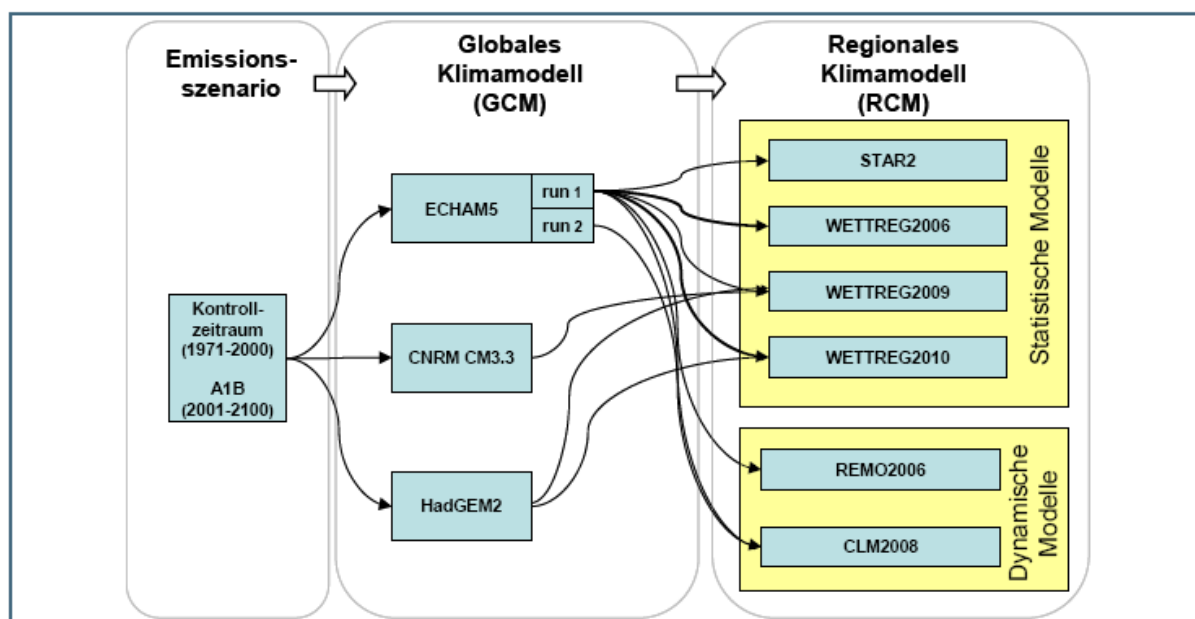 Emissions-
szenario
Globales
Klimamodell
(GCM)
Regionales
Klimamodell
(RCM)
Kontroll-
zeitraum
(1971-2000)
A1B
(2001-2100)
ECHAM5
run 1
run 2
CNRM CM3.3
HadGEM2
STAR2
WETTREG2006
WETTREG2009
WETTREG2010
Statistische Modelle
REMO2006
CLM2008
Dynamische
Modelle